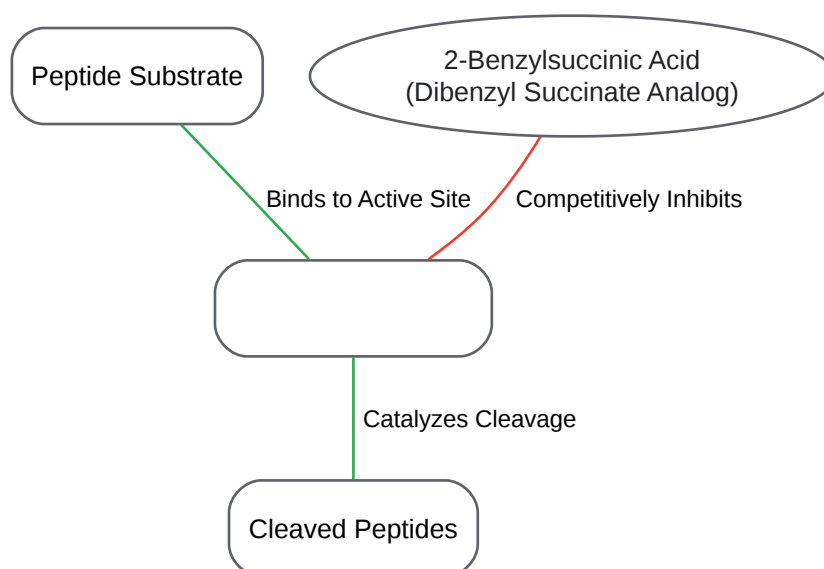 Peptide Substrate
2-Benzylsuccinic Acid
(Dibenzyl Succinate Analog)
Binds to Active Site
Competitively Inhibits
Catalyzes Cleavage
Cleaved Peptides